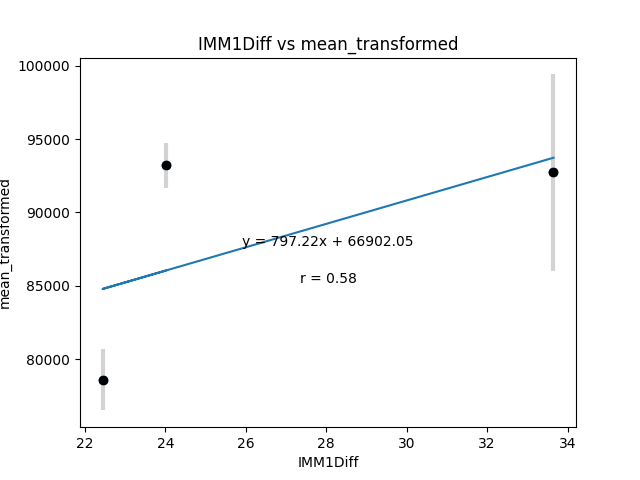 IMM1Diff vs mean_transformed
100000
95000
90000
85000
80000
mean_transformed
y = 797.22x + 66902.05
r = 0.58
22 24 26 28 30 32 34
IMM1Diff